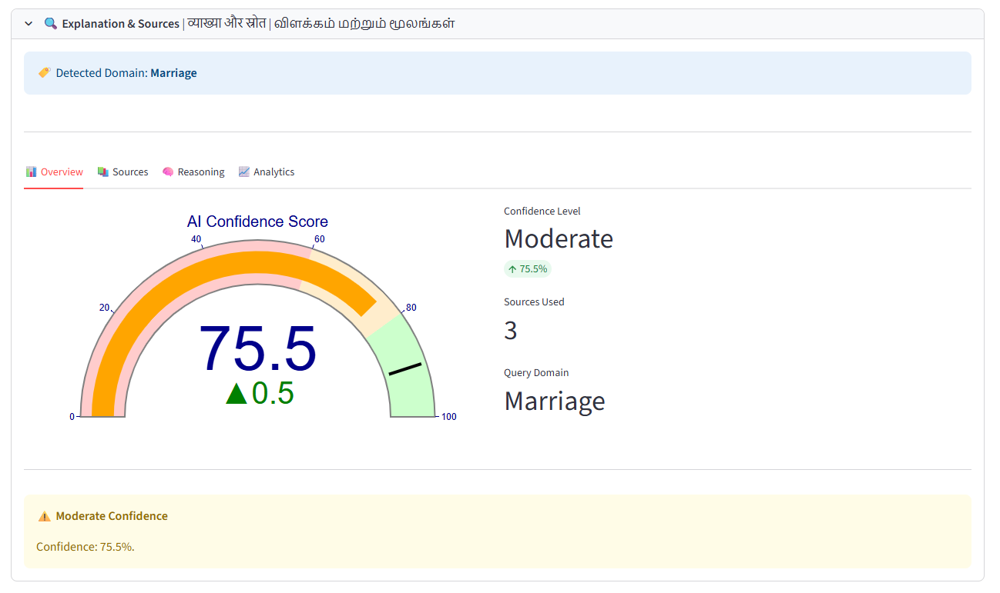 Explanation & Sources | व्याख्या और स्रोत | விளக்கம் மற்றும் மூலங்கள்
Detected Domain: Marriage
Overview Sources Reasoning Analytics
AI Confidence Score
0
20
40
60
80
100
75.5
▲0.5
Confidence Level
Moderate
↑ 75.5%
Sources Used
3
Query Domain
Marriage
Moderate Confidence
Confidence: 75.5%.